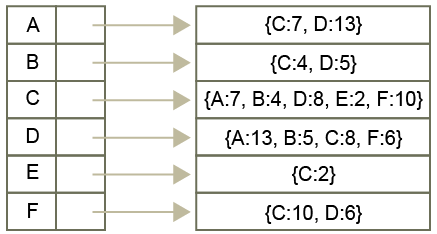 A {C:7, D:13}
B {C:4, D:5}
C {A:7, B:4, D:8, E:2, F:10}
D {A:13, B:5, C:8, F:6}
E {C:2}
F {C:10, D:6}